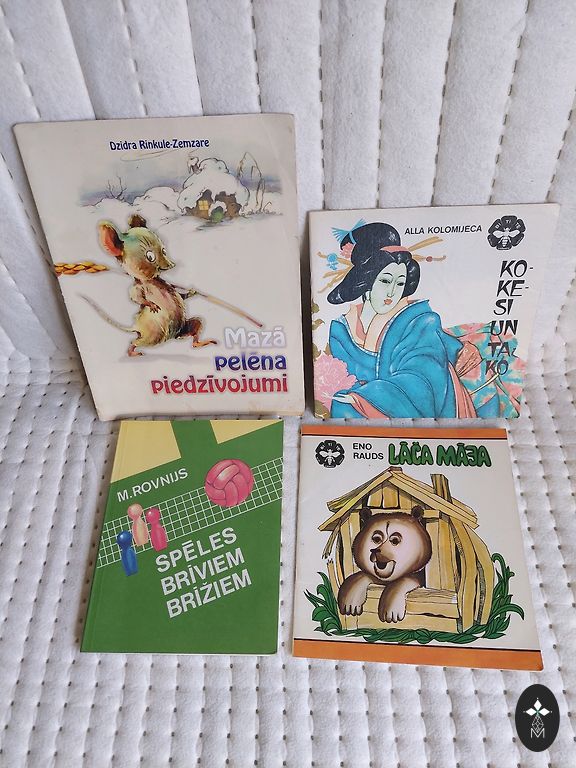 Dzidra Rinkule-Zemzare
Mazā
pelēna
piedzīvojumi
ALLA KOLOMIJECA
KO-
KE-
SI
UN
TA-
KO
M. ROVNIJS
SPĒLES
BRĪVIEM
BRĪŽIEM
ENO
RAUDS
LĀČA MĀJA